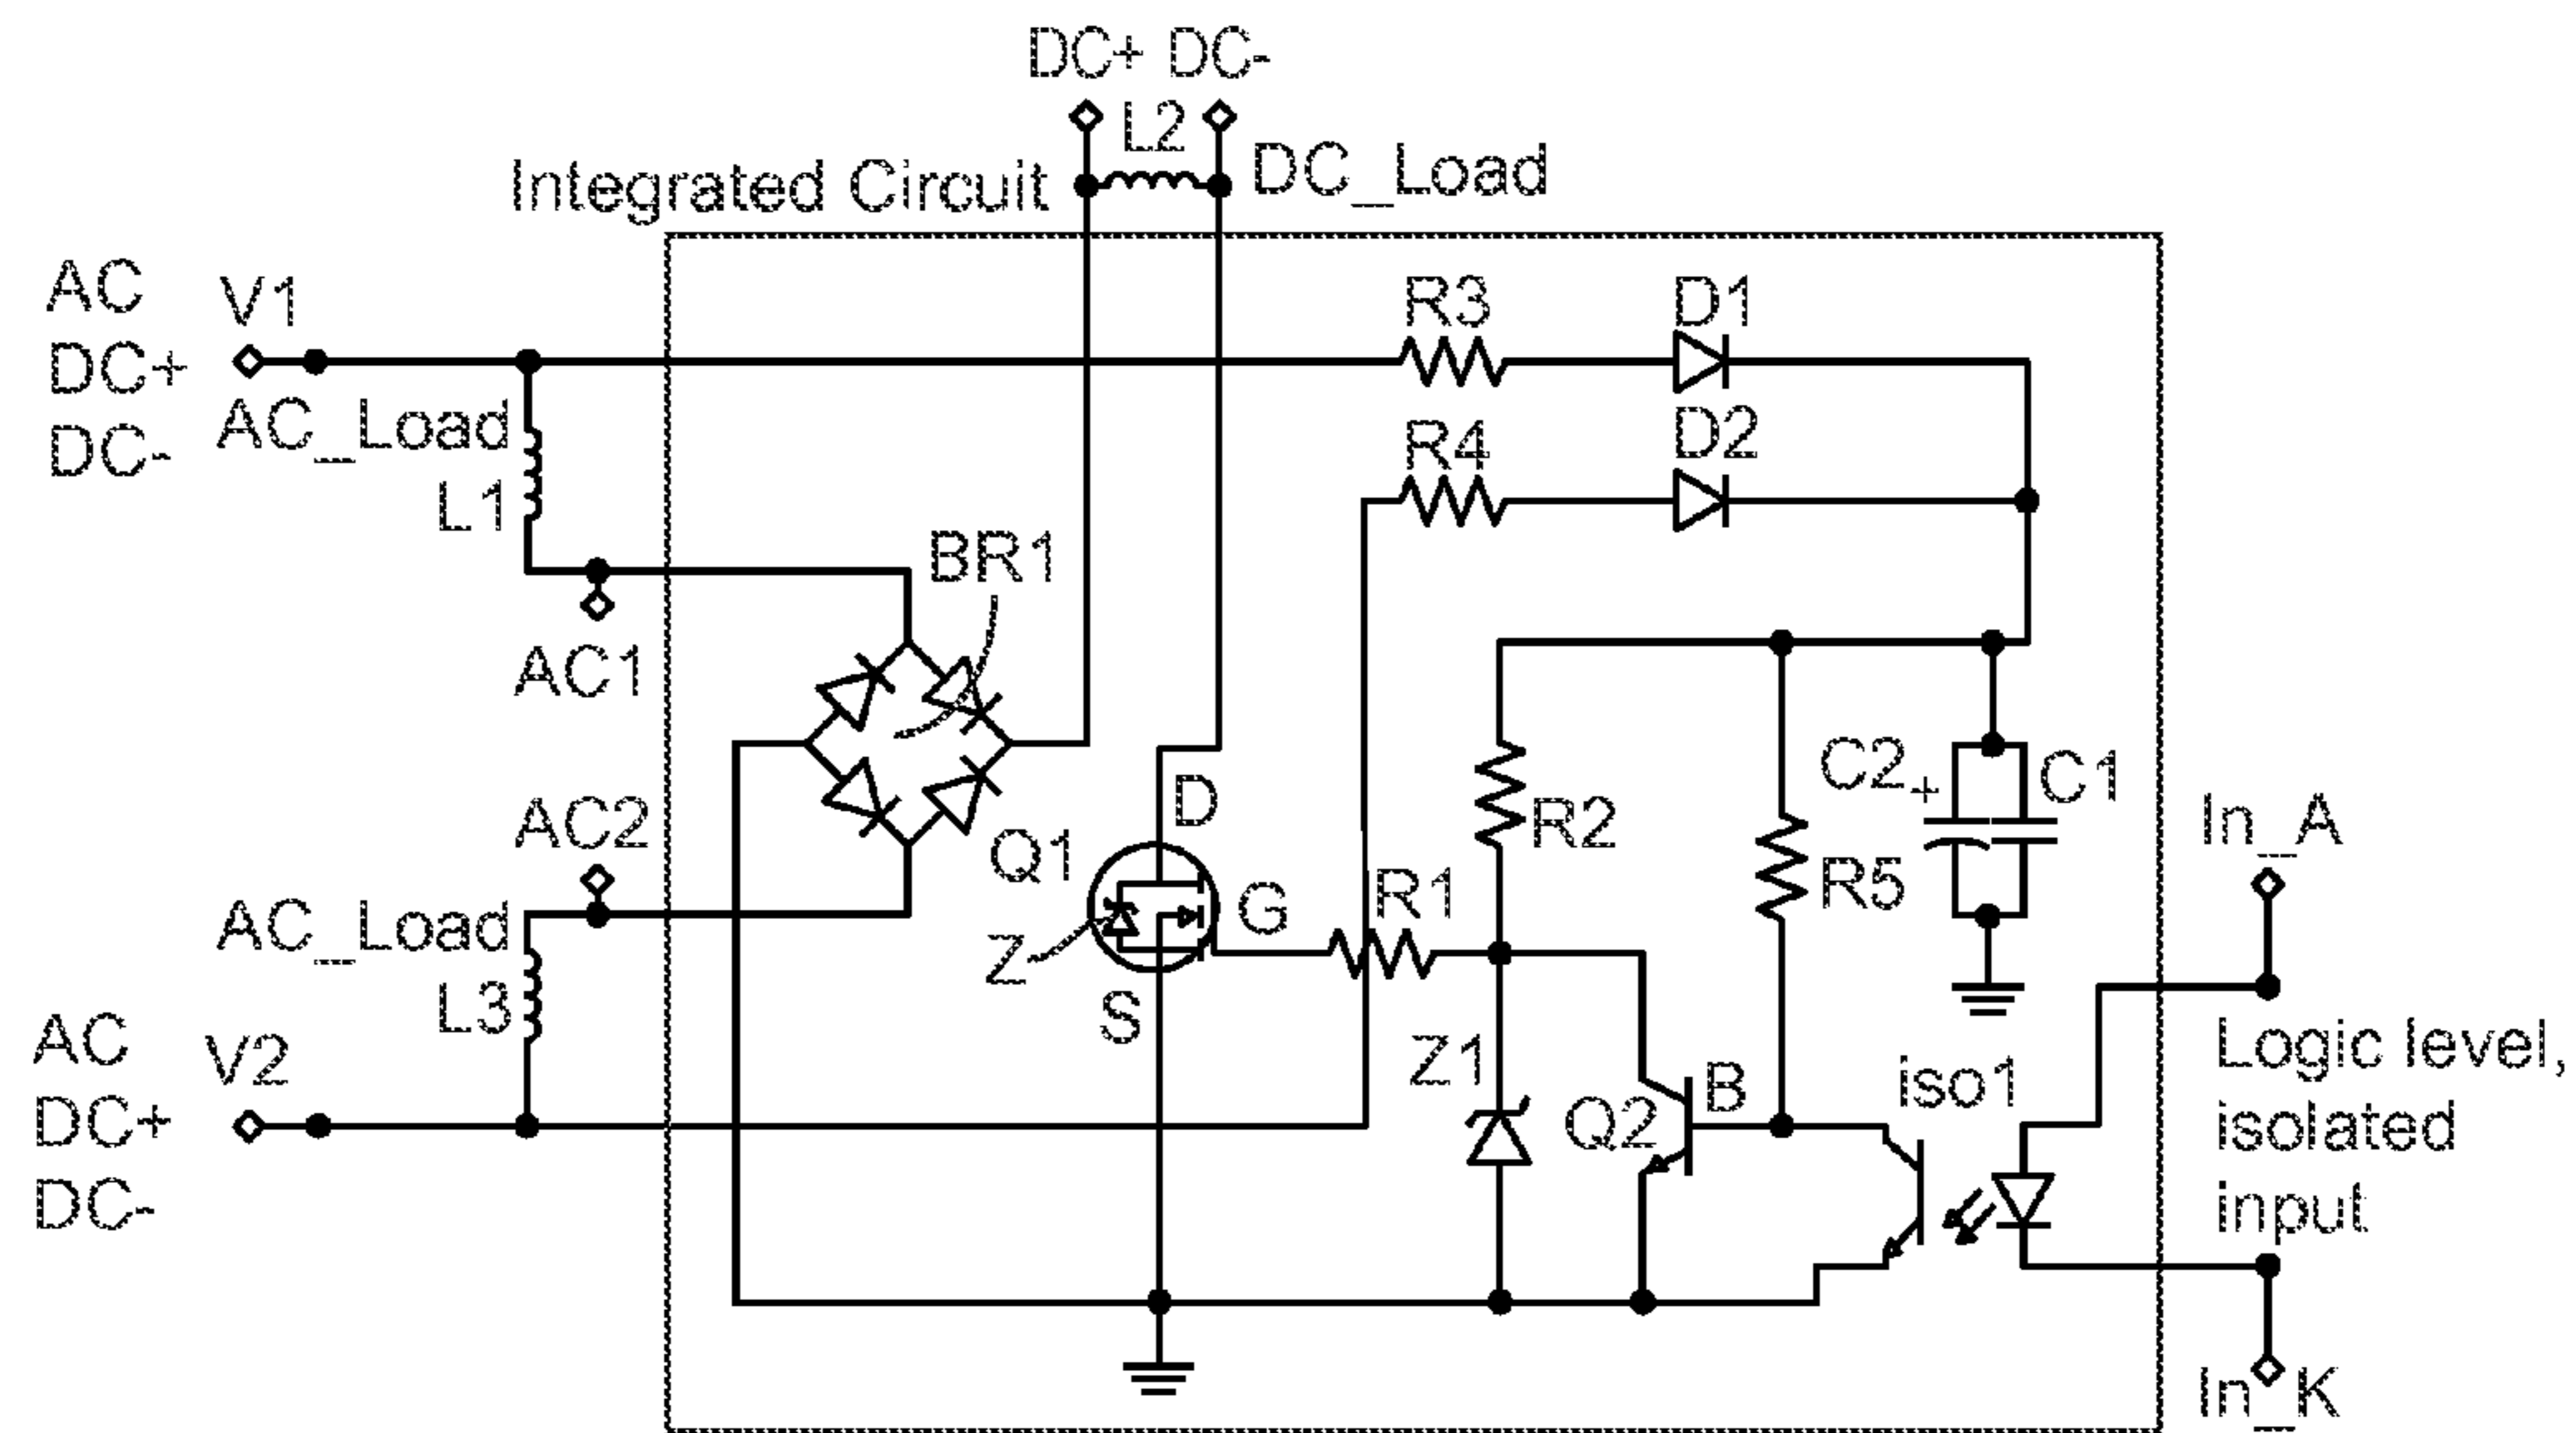 DC+ DC-
L2
Integrated Circuit
DC_Load
AC
DC+
DC-
V1
AC_Load
L1
R3
D1
R4
D2
BR1
AC1
AC2
AC_Load
L3
AC
DC+
DC-
V2
D
Q1
G
Z
S
R1
R2
R5
C2
+
C1
Z1
Q2
B
iso1
In_A
Logic level,
isolated
input
In_K